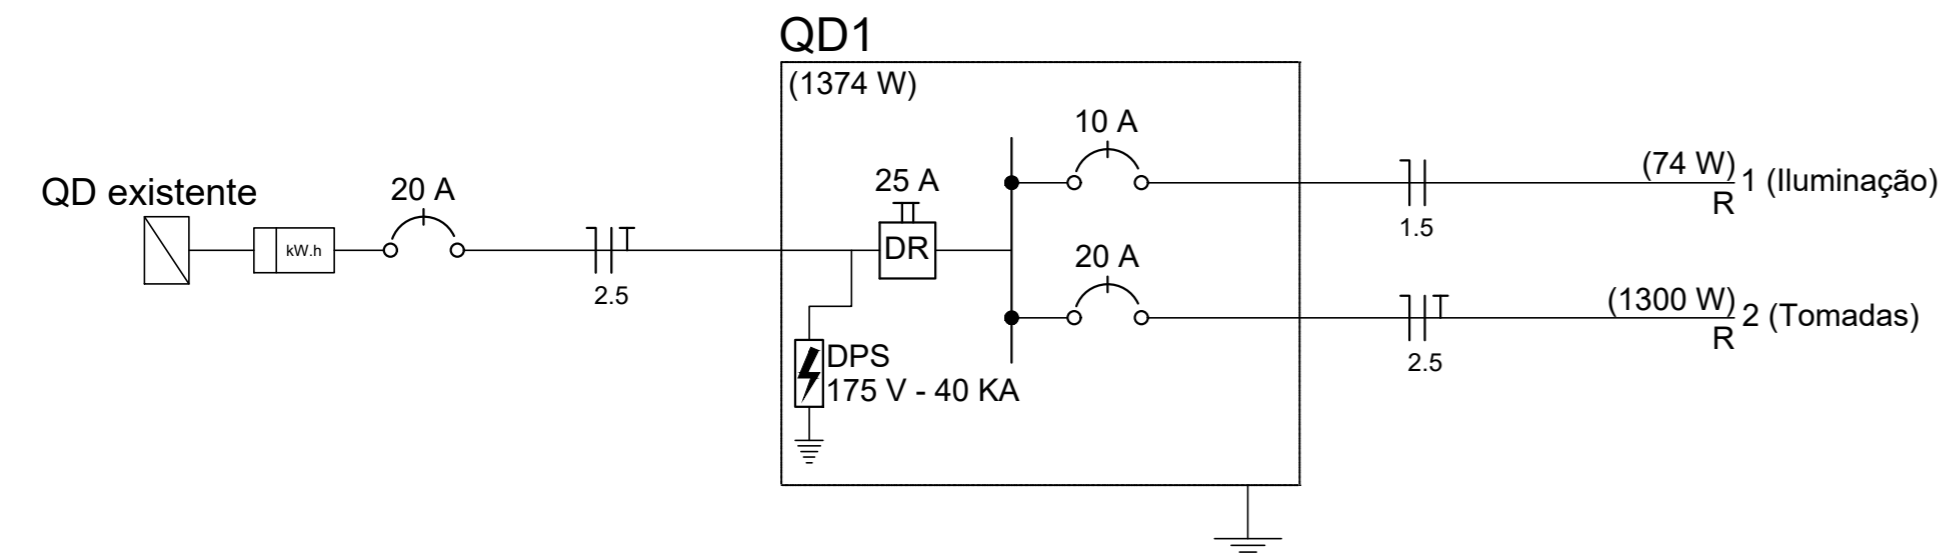 QD1
(1374 W)
QD existente
kW.h
20 A
2.5
25 A
DR
DPS
175 V - 40 KA
10 A
1.5
(74 W)
R
1 (Iluminação)
20 A
2.5
(1300 W)
R
2 (Tomadas)